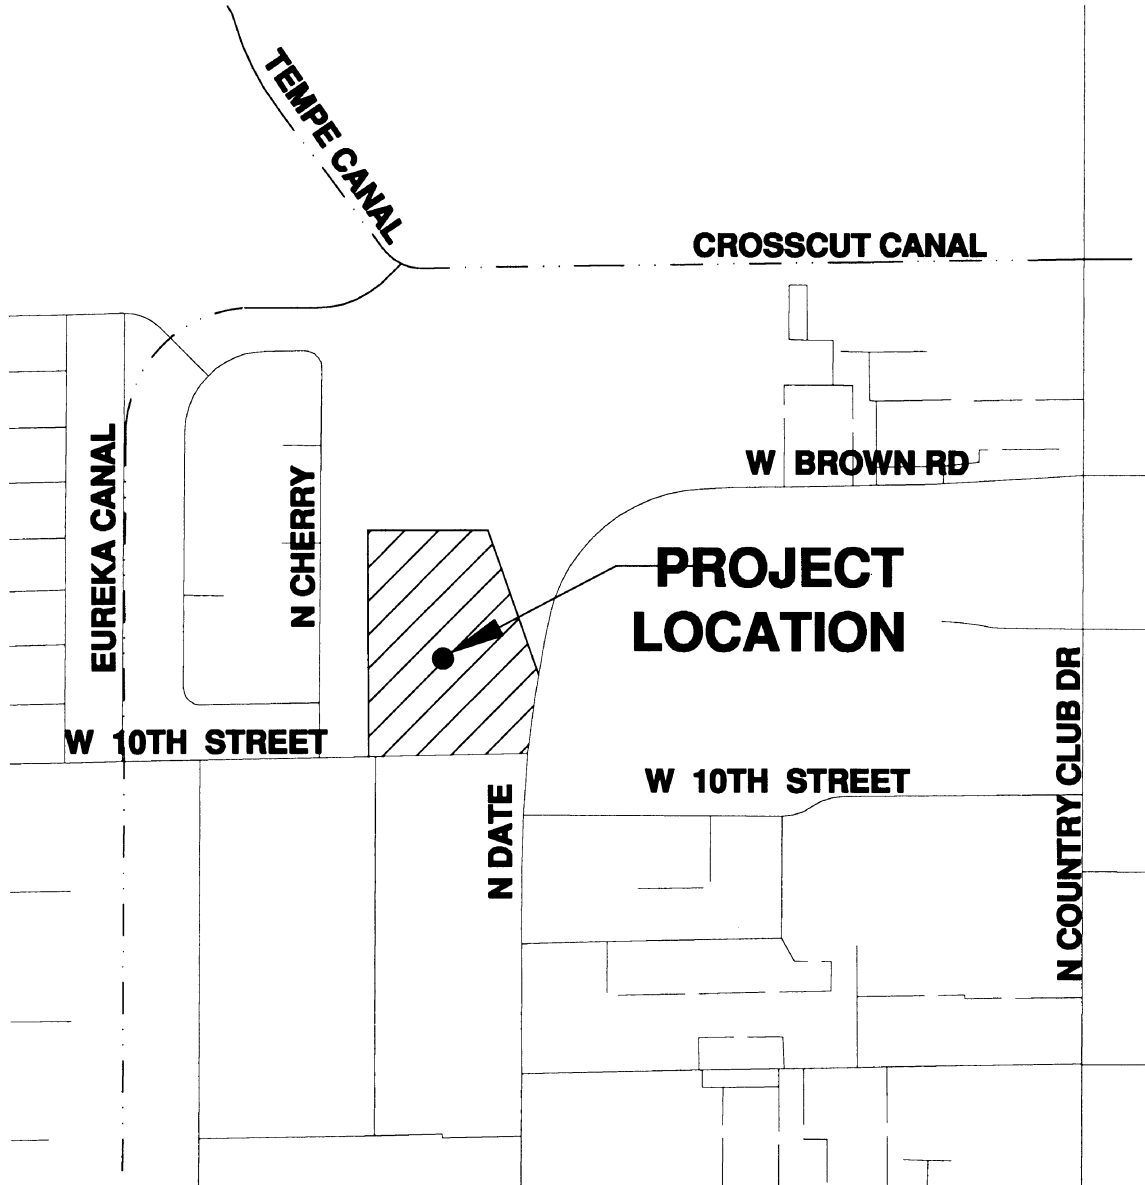 TEMPE CANAL
CROSSCUT CANAL
W BROWN RD
EUREKA CANAL
N CHERRY
PROJECT
LOCATION
W 10TH STREET
W 10TH STREET
N DATE
N COUNTRY CLUB DR